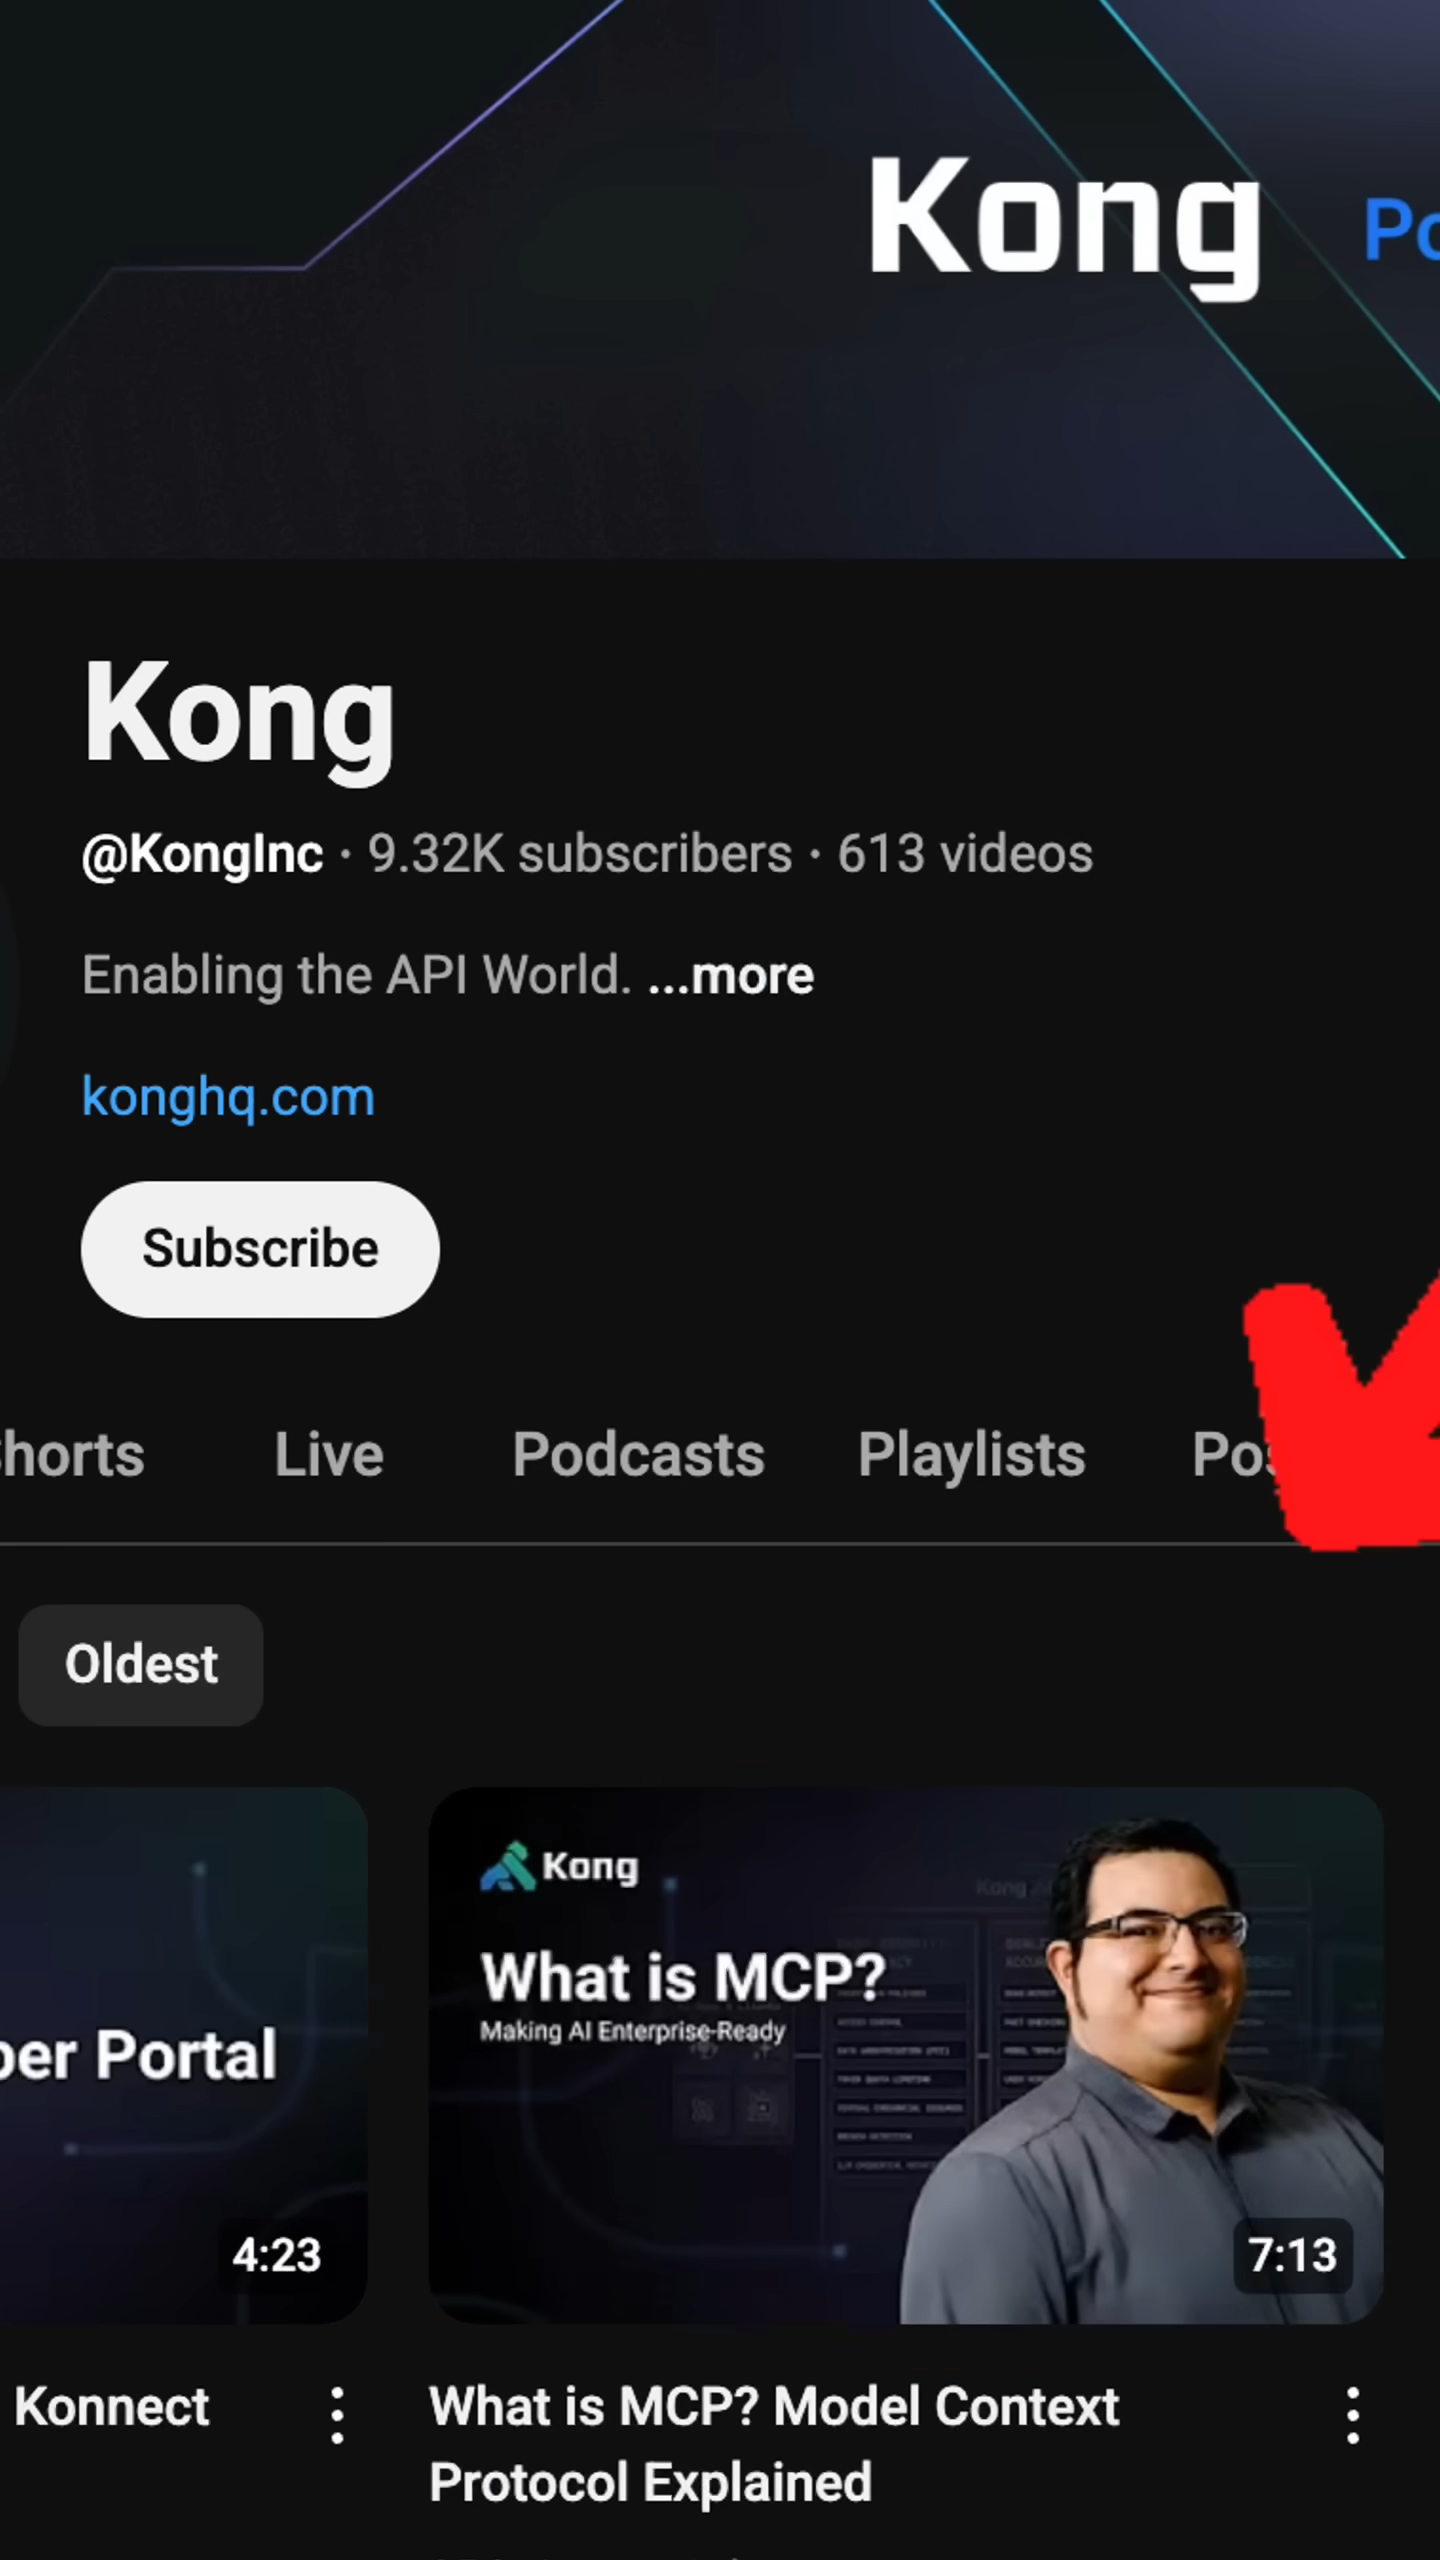 Kong Po
Kong
@KongInc · 9.32K subscribers · 613 videos
Enabling the API World. ...more
konghq.com
Subscribe
horts Live Podcasts Playlists Pos
Oldest
Kong
What is MCP?
Making AI Enterprise-Ready
per Portal
4:23
7:13
Konnect
What is MCP? Model Context
Protocol Explained